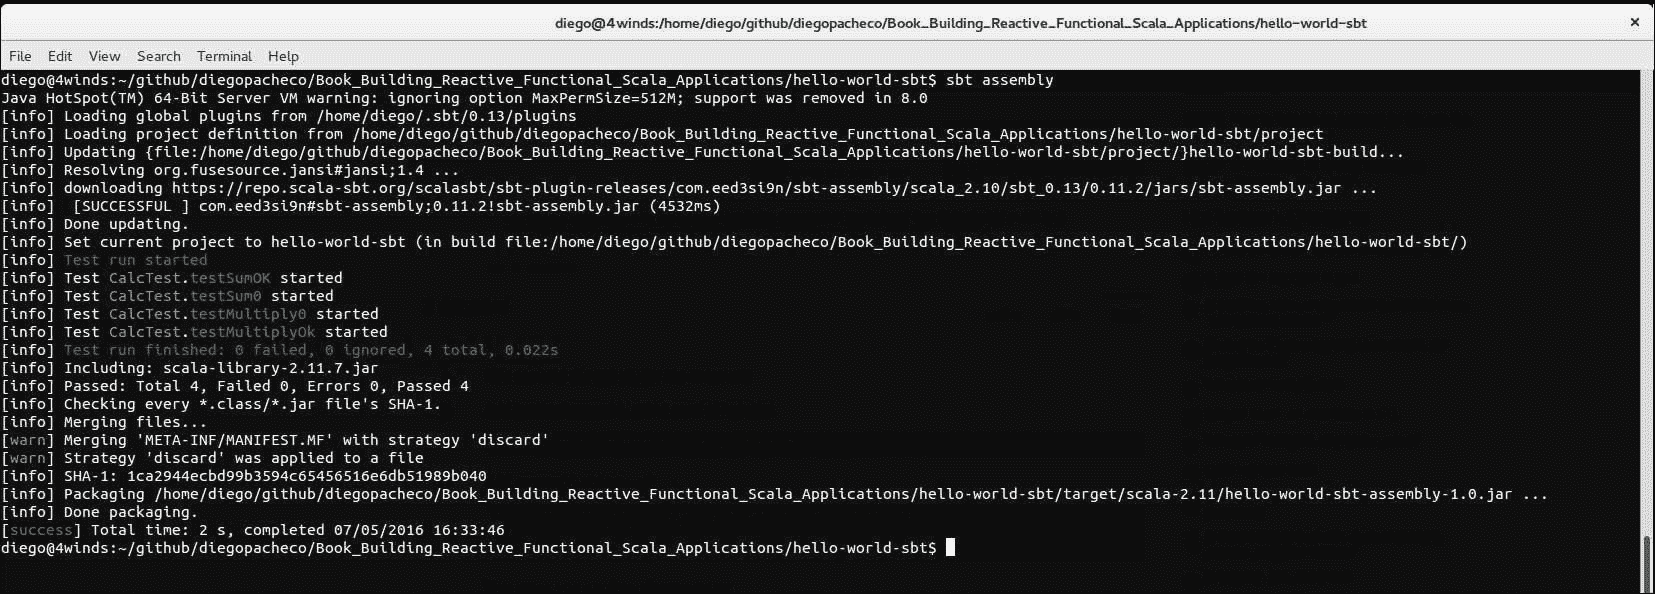 diego@4winds:/home/diego/github/diegopacheco/Book_Building_Reactive_Functional_Scala_Applications/hello-world-sbt ×
File Edit View Search Terminal Help
diego@4winds:~/github/diegopacheco/Book_Building_Reactive_Functional_Scala_Applications/hello-world-sbt$ sbt assembly
Java HotSpot(TM) 64-Bit Server VM warning: ignoring option MaxPermSize=512M; support was removed in 8.0
[info] Loading global plugins from /home/diego/.sbt/0.13/plugins
[info] Loading project definition from /home/diego/github/diegopacheco/Book_Building_Reactive_Functional_Scala_Applications/hello-world-sbt/project
[info] Updating {file:/home/diego/github/diegopacheco/Book_Building_Reactive_Functional_Scala_Applications/hello-world-sbt/project/}hello-world-sbt-build...
[info] Resolving org.fusesource.jansi#jansi;1.4 ...
[info] downloading https://repo.scala-sbt.org/scalasbt/sbt-plugin-releases/com.eed3si9n/sbt-assembly/scala_2.10/sbt_0.13/0.11.2/jars/sbt-assembly.jar ...
[info]  [SUCCESSFUL ] com.eed3si9n#sbt-assembly;0.11.2!sbt-assembly.jar (4532ms)
[info] Done updating.
[info] Set current project to hello-world-sbt (in build file:/home/diego/github/diegopacheco/Book_Building_Reactive_Functional_Scala_Applications/hello-world-sbt/)
[info] Test run started
[info] Test CalcTest.testSumOK started
[info] Test CalcTest.testSum0 started
[info] Test CalcTest.testMultiply0 started
[info] Test CalcTest.testMultiplyOk started
[info] Test run finished: 0 failed, 0 ignored, 4 total, 0.022s
[info] Including: scala-library-2.11.7.jar
[info] Passed: Total 4, Failed 0, Errors 0, Passed 4
[info] Checking every *.class/*.jar file's SHA-1.
[info] Merging files...
[warn] Merging 'META-INF/MANIFEST.MF' with strategy 'discard'
[warn] Strategy 'discard' was applied to a file
[info] SHA-1: 1ca2944ecbd99b3594c65456516e6db51989b040
[info] Packaging /home/diego/github/diegopacheco/Book_Building_Reactive_Functional_Scala_Applications/hello-world-sbt/target/scala-2.11/hello-world-sbt-assembly-1.0.jar ...
[info] Done packaging.
[success] Total time: 2 s, completed 07/05/2016 16:33:46
diego@4winds:~/github/diegopacheco/Book_Building_Reactive_Functional_Scala_Applications/hello-world-sbt$